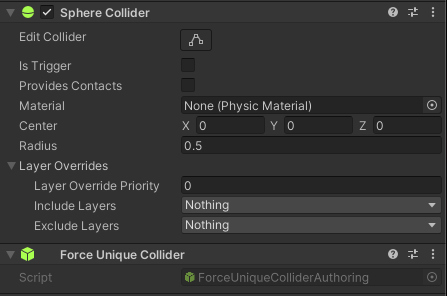 Sphere Collider
Edit Collider
Is Trigger
Provides Contacts
Material None (Physic Material)
Center X 0 Y 0 Z 0
Radius 0.5
Layer Overrides
Layer Override Priority 0
Include Layers Nothing
Exclude Layers Nothing
Force Unique Collider
Script ForceUniqueColliderAuthoring